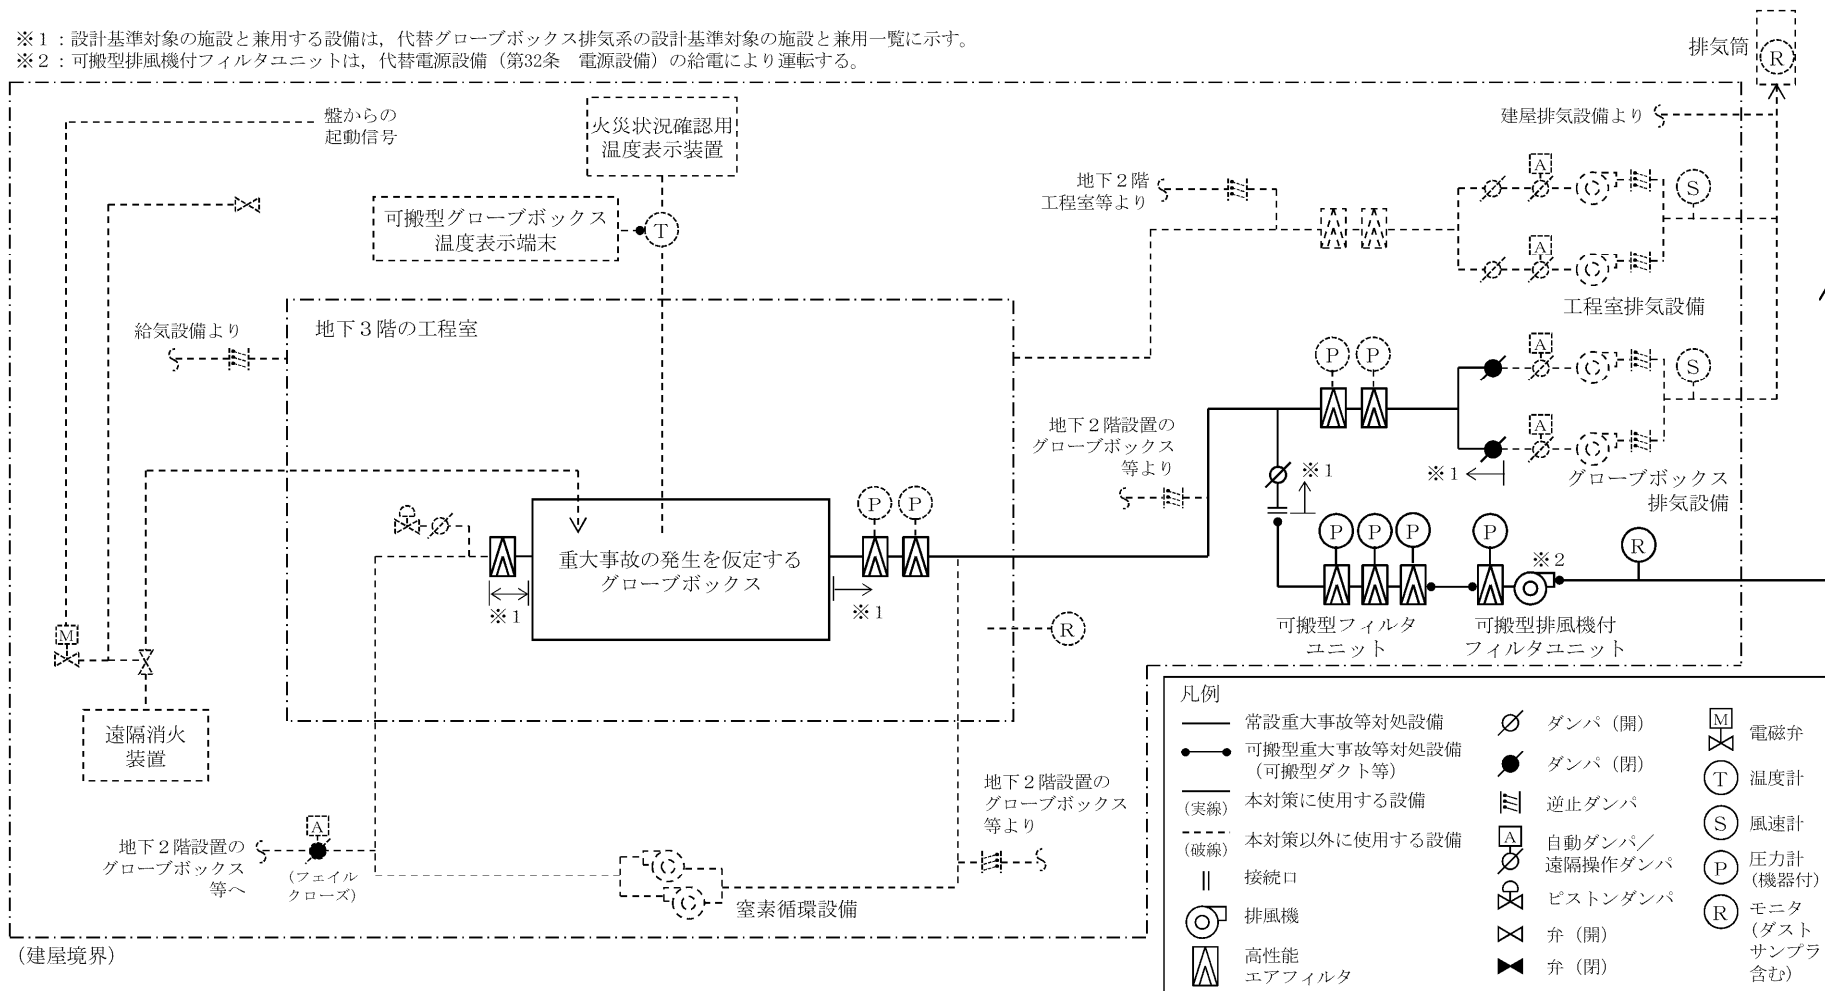 ※１：設計基準対象の施設と兼用する設備は，代替グローブボックス排気系の設計基準対象の施設と兼用一覧に示す。
※２：可搬型排風機付フィルタユニットは，代替電源設備（第32条　電源設備）の給電により運転する。
排気筒
R
盤からの
起動信号
火災状況確認用
温度表示装置
建屋排気設備より
可搬型グローブボックス
温度表示端末
T
地下２階
工程室等より
A
S
A
工程室排気設備
給気設備より
地下３階の工程室
P
P
A
S
A
地下２階設置の
グローブボックス
等より
※１
※１
グローブボックス
排気設備
P
P
重大事故の発生を仮定する
グローブボックス
※１
※１
P
P
P
P
※２
R
可搬型フィルタ
ユニット
可搬型排風機付
フィルタユニット
R
M
遠隔消火
装置
地下２階設置の
グローブボックス
等へ
A
（フェイル
クローズ）
窒素循環設備
地下２階設置の
グローブボックス
等より
（建屋境界）
凡例
常設重大事故等対処設備
可搬型重大事故等対処設備
（可搬型ダクト等）
（実線）
本対策に使用する設備
（破線）
本対策以外に使用する設備
接続口
排風機
高性能
エアフィルタ
ダンパ（開）
ダンパ（閉）
逆止ダンパ
A
自動ダンパ／
遠隔操作ダンパ
ピストンダンパ
弁（開）
弁（閉）
M
電磁弁
T
温度計
S
風速計
P
圧力計
（機器付）
R
モニタ
（ダスト
サンプラ
含む）